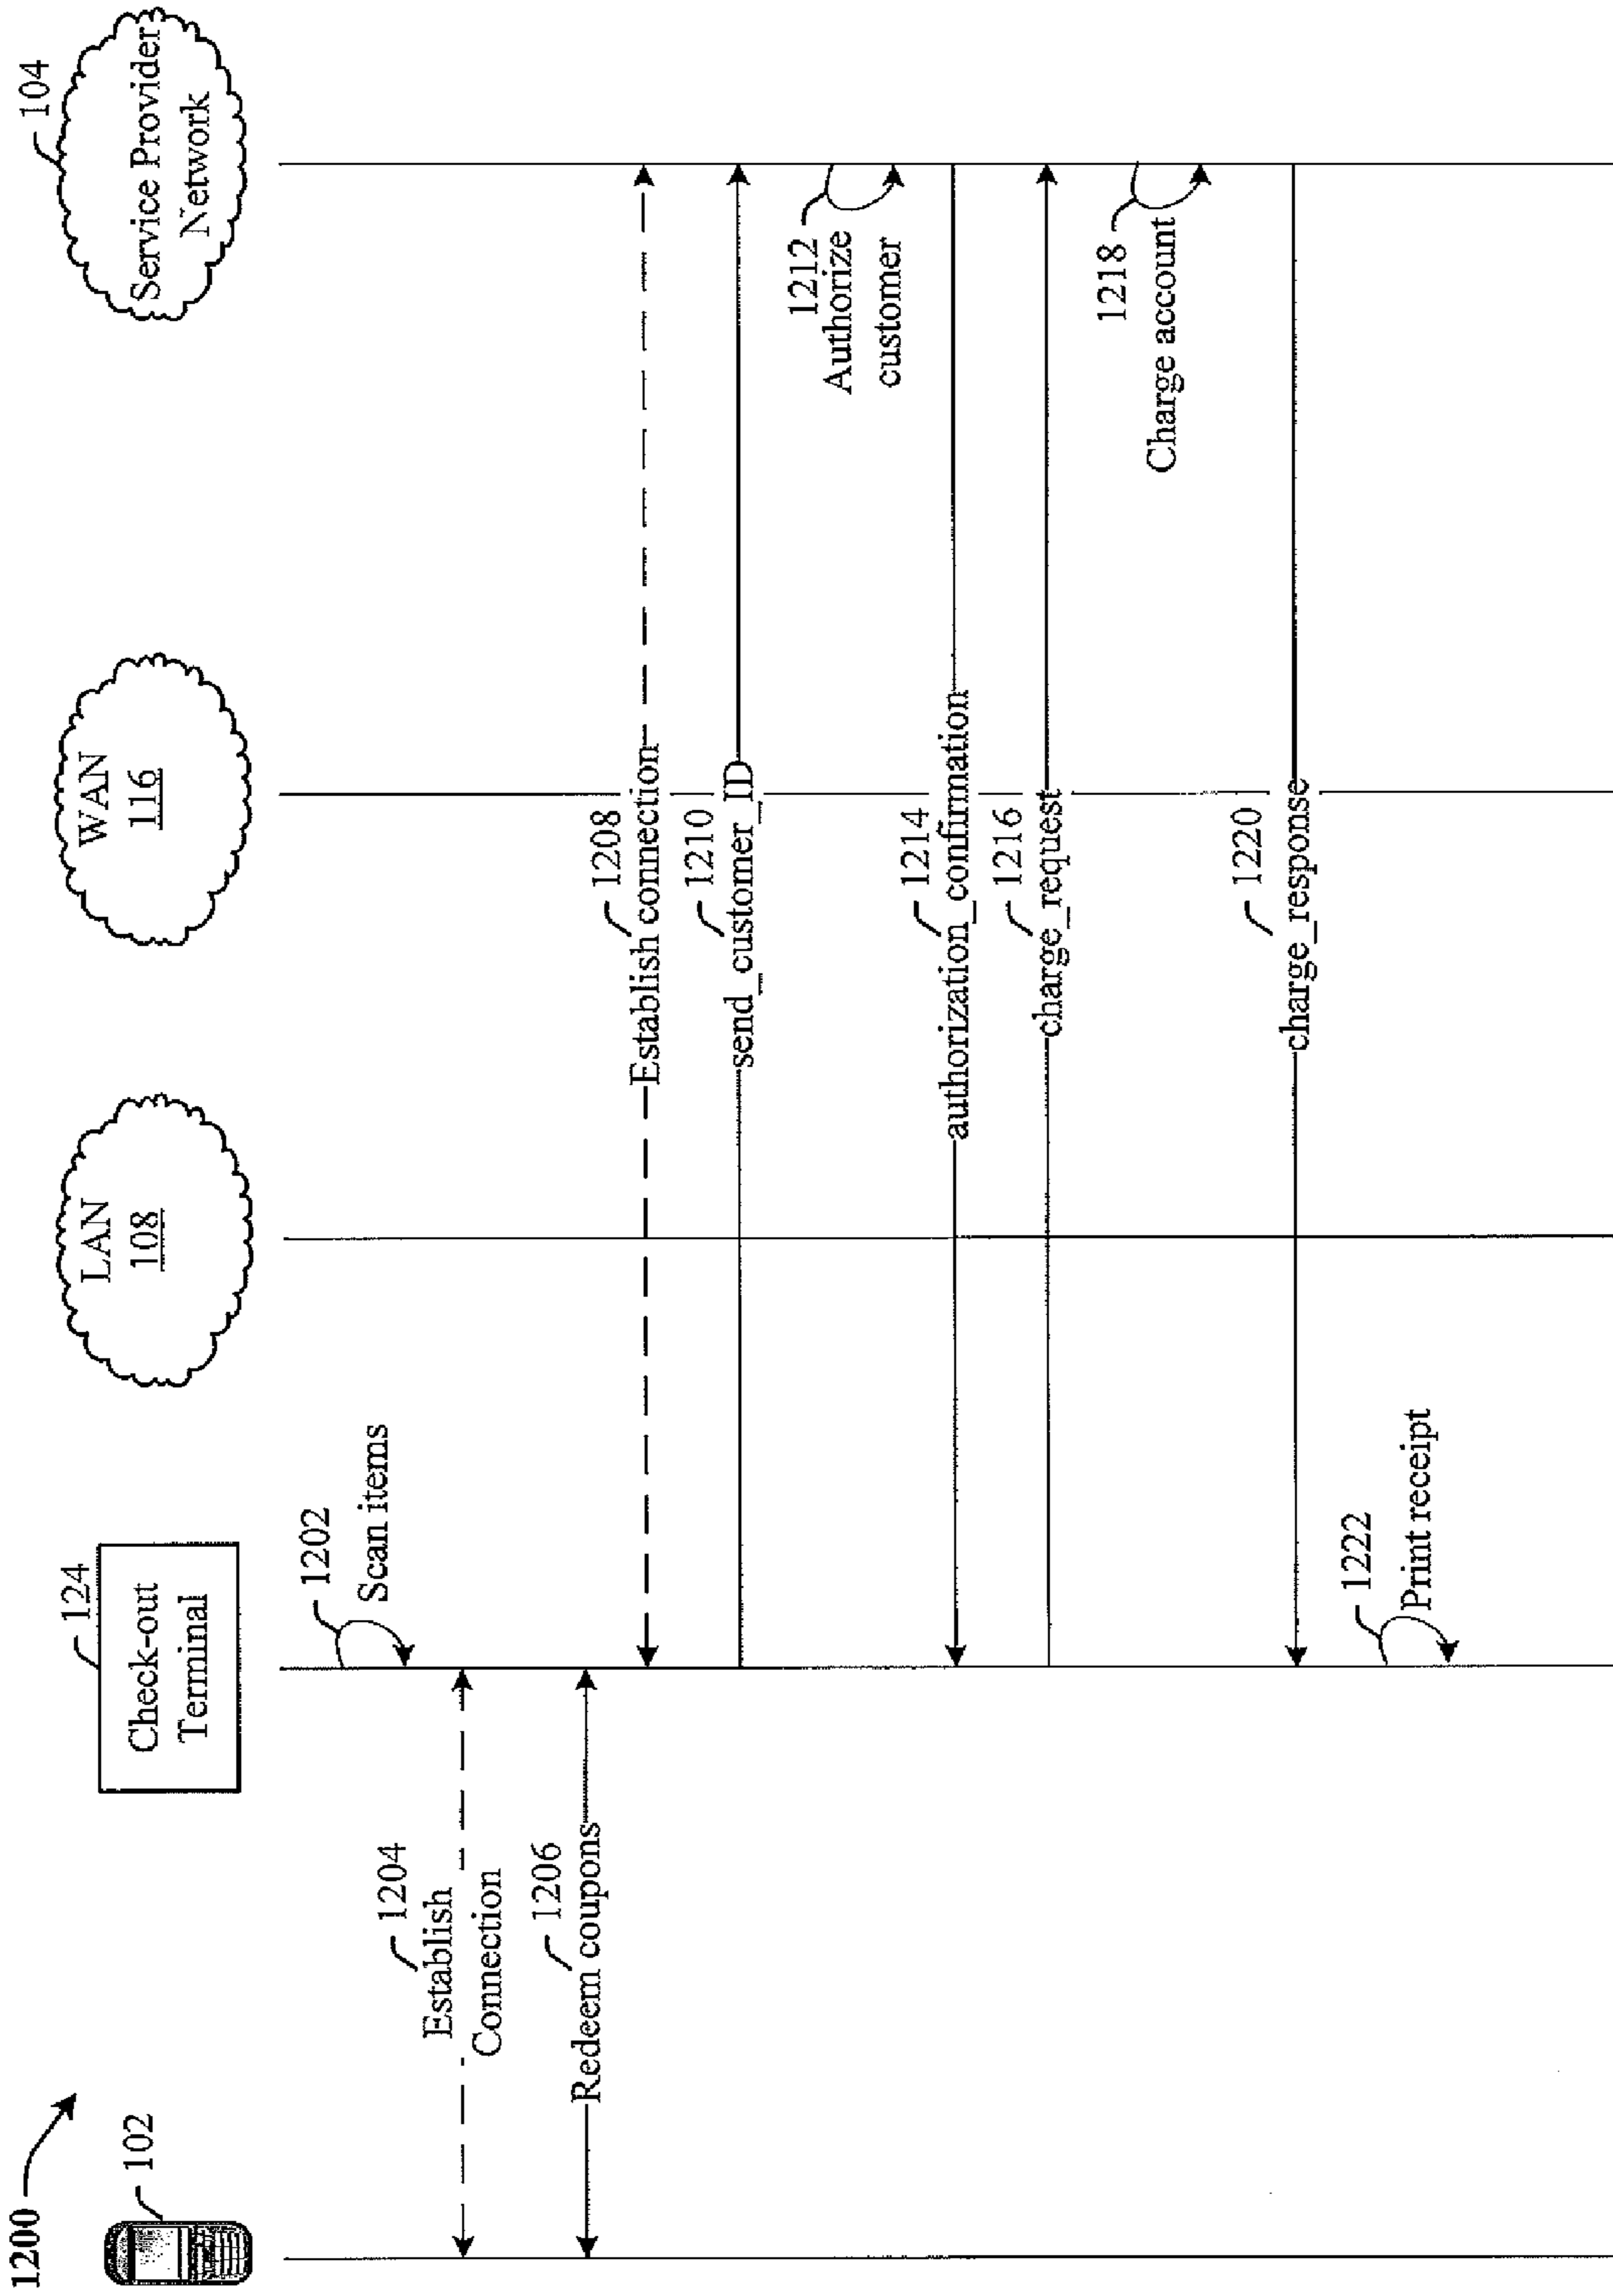 1200
102
124
Check-out
Terminal
LAN
108
WAN
116
104
Service Provider
Network
1202
Scan items
1204
Establish
Connection
1206
Redeem coupons
1208
Establish connection
1210
send_customer_ID
1212
Authorize
customer
1214
authorization_confirmation
1216
charge_request
1218
Charge account
1220
charge_response
1222
Print receipt